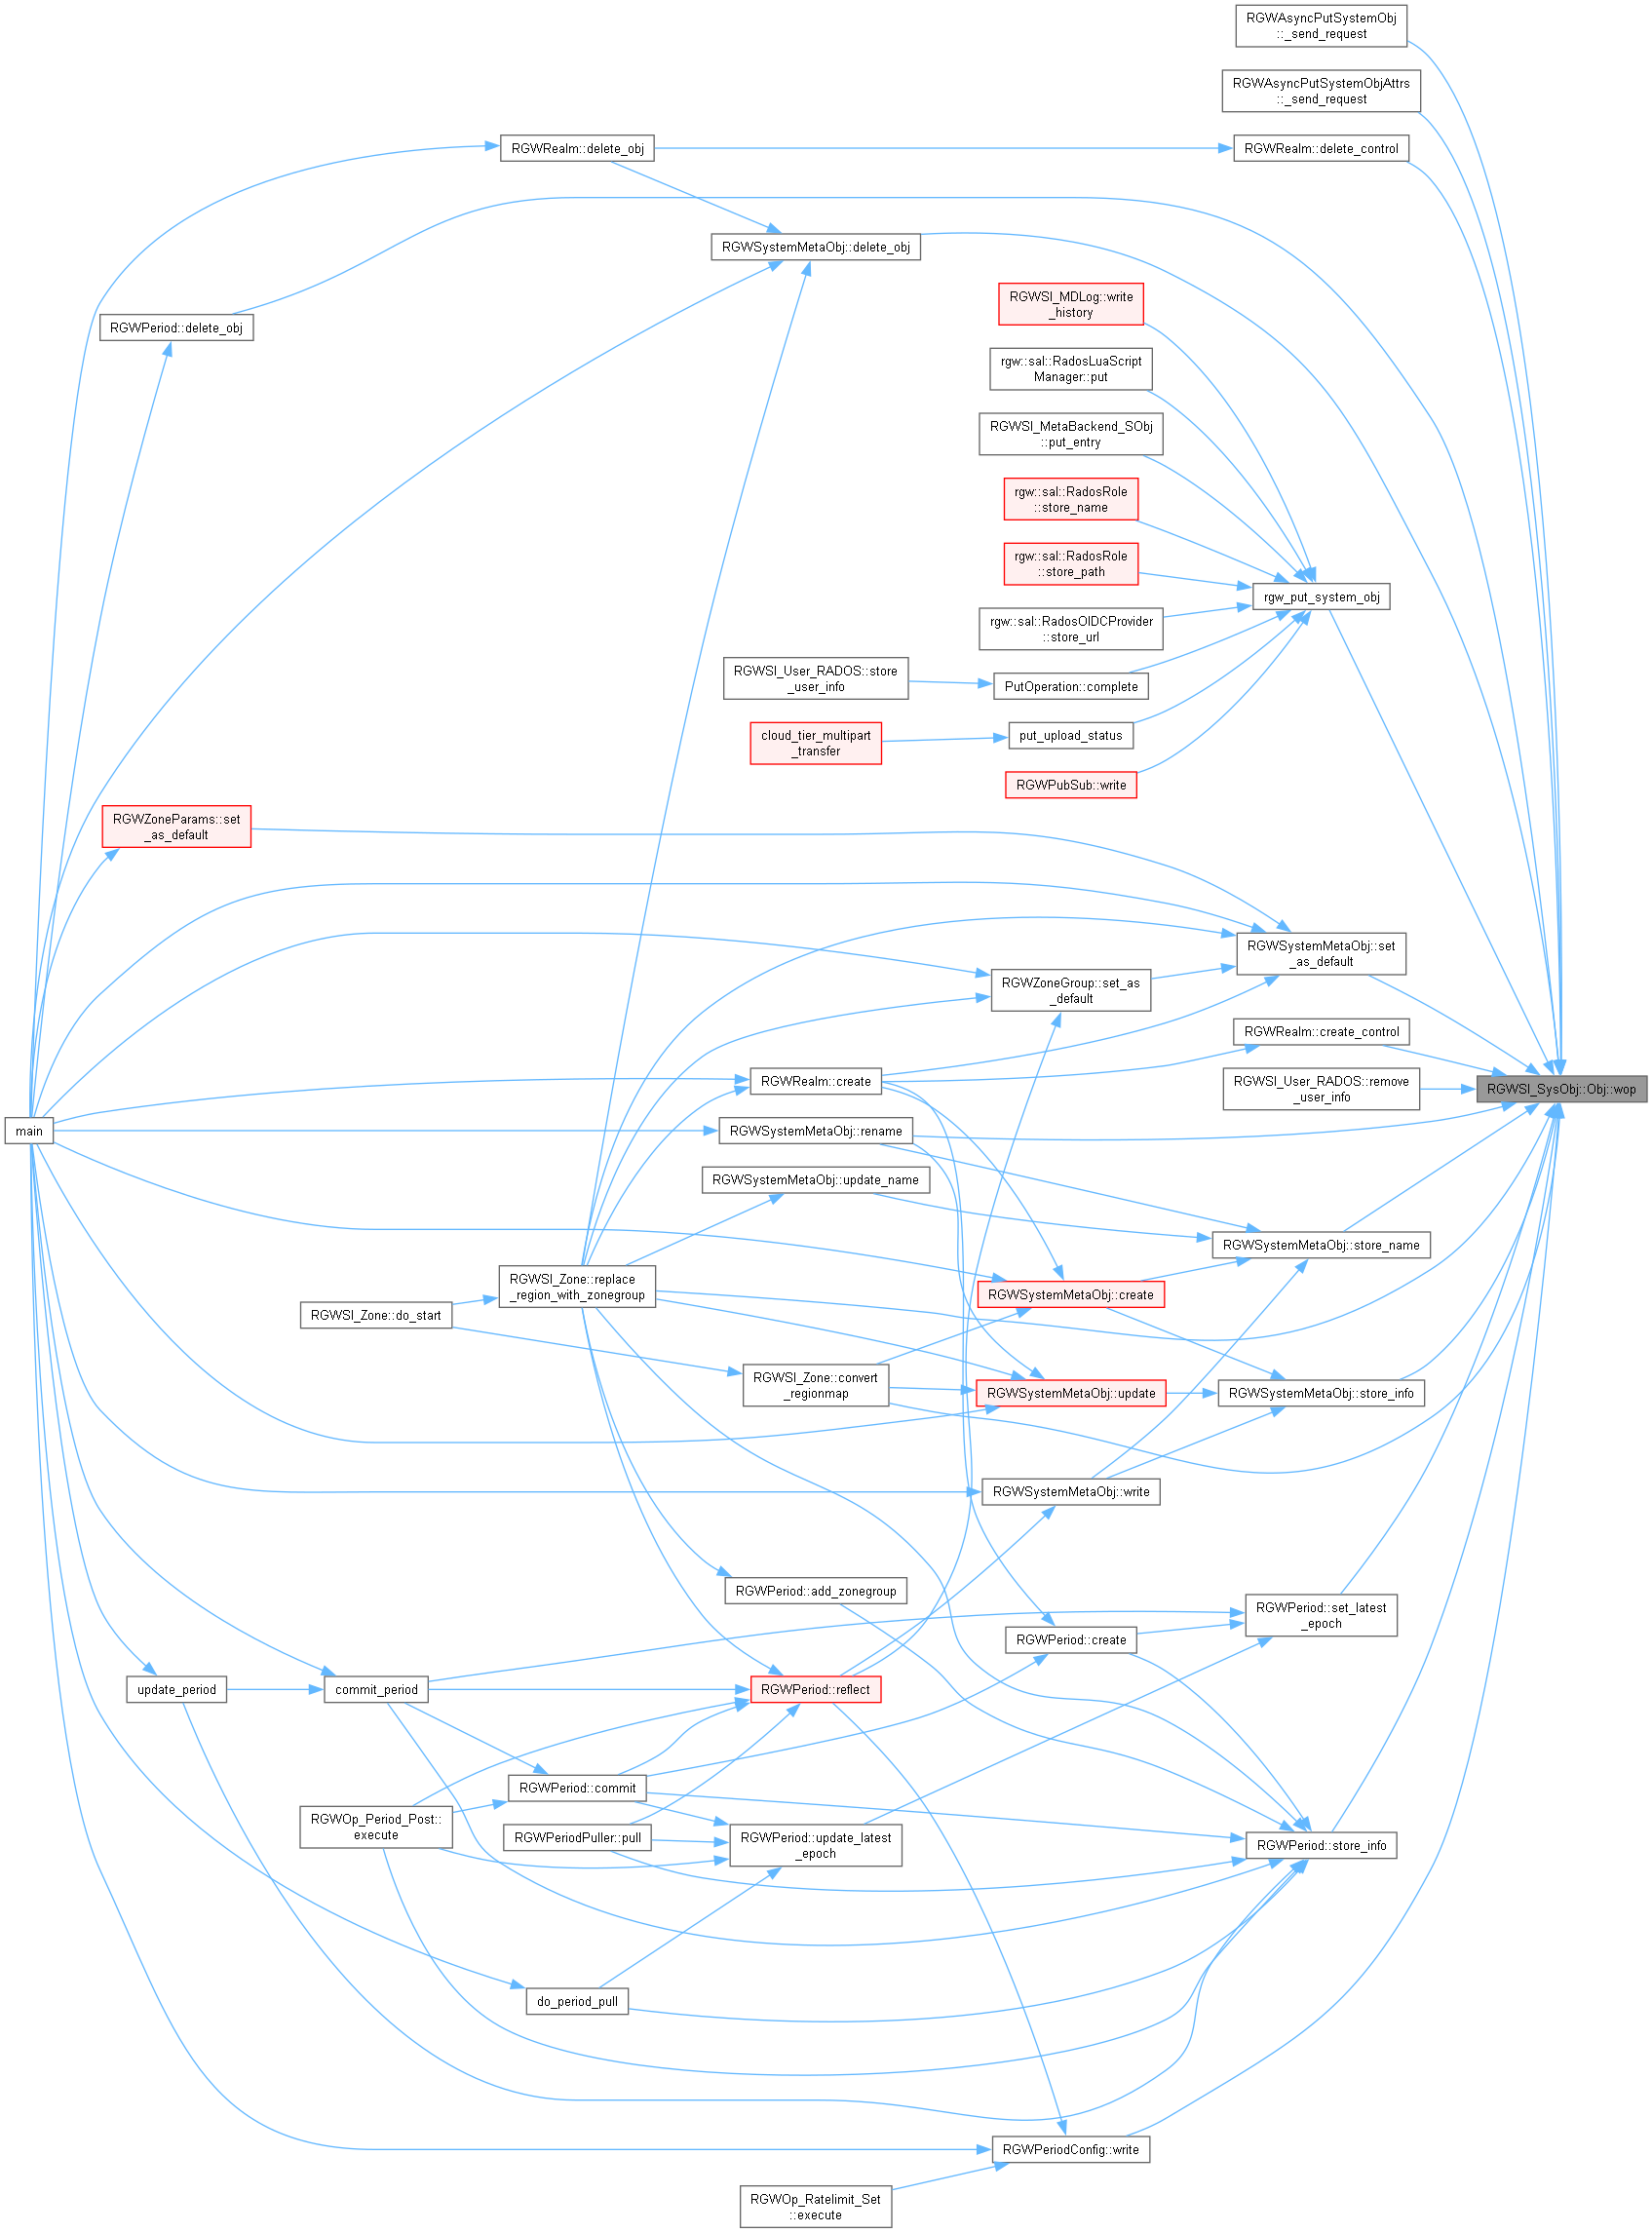 RGWAsyncPutSystemObj
::_send_request
RGWAsyncPutSystemObjAttrs
::_send_request
RGWRealm::delete_obj
RGWRealm::delete_control
RGWSystemMetaObj::delete_obj
RGWSI_MDLog::write
_history
RGWPeriod::delete_obj
rgw::sal::RadosLuaScript
Manager::put
RGWSI_MetaBackend_SObj
::put_entry
rgw::sal::RadosRole
::store_name
rgw::sal::RadosRole
::store_path
rgw_put_system_obj
rgw::sal::RadosOIDCProvider
::store_url
RGWSI_User_RADOS::store
_user_info
PutOperation::complete
cloud_tier_multipart
_transfer
put_upload_status
RGWPubSub::write
RGWZoneParams::set
_as_default
RGWSystemMetaObj::set
_as_default
RGWZoneGroup::set_as
_default
RGWRealm::create_control
RGWRealm::create
RGWSI_User_RADOS::remove
_user_info
RGWSI_SysObj::Obj::wop
main
RGWSystemMetaObj::rename
RGWSystemMetaObj::update_name
RGWSystemMetaObj::store_name
RGWSI_Zone::replace
_region_with_zonegroup
RGWSystemMetaObj::create
RGWSI_Zone::do_start
RGWSI_Zone::convert
_regionmap
RGWSystemMetaObj::update
RGWSystemMetaObj::store_info
RGWSystemMetaObj::write
RGWPeriod::add_zonegroup
RGWPeriod::set_latest
_epoch
RGWPeriod::create
update_period
commit_period
RGWPeriod::reflect
RGWPeriod::commit
RGWOp_Period_Post::
execute
RGWPeriodPuller::pull
RGWPeriod::update_latest
_epoch
RGWPeriod::store_info
do_period_pull
RGWPeriodConfig::write
RGWOp_Ratelimit_Set
::execute